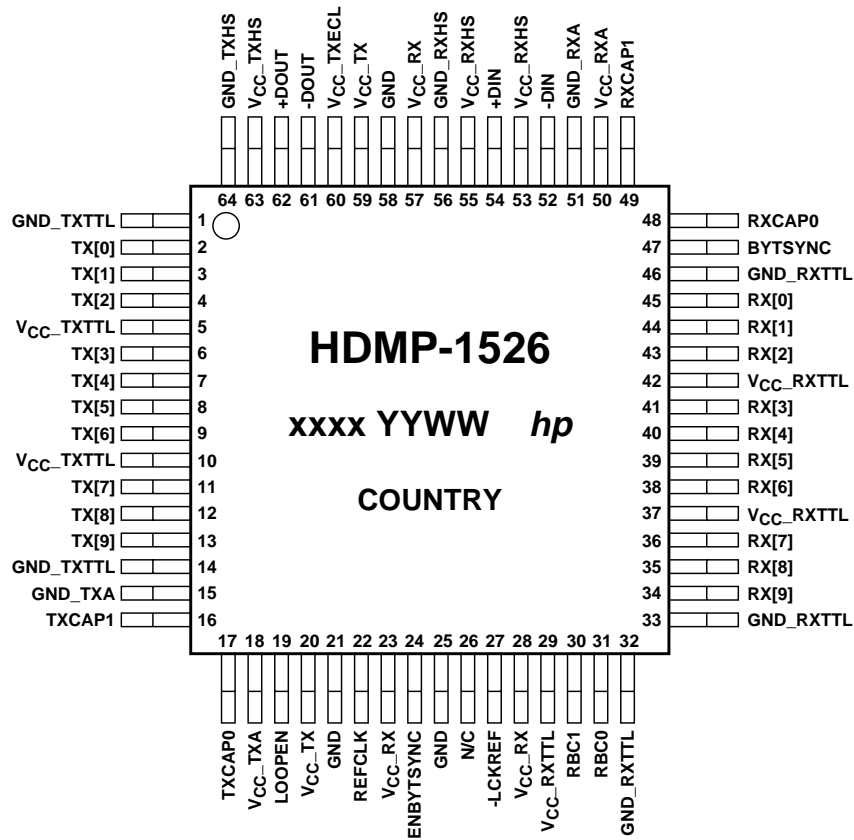 GND_TXHS
VCC_TXHS
+DOUT
-DOUT
VCC_TXECL
VCC_TX
GND
VCC_RX
GND_RXHS
VCC_RXHS
+DIN
VCC_RXHS
-DIN
GND_RXA
VCC_RXA
RXCAP1
64 63 62 61 60 59 58 57 56 55 54 53 52 51 50 49
GND_TXTTL 1
TX[0] 2
TX[1] 3
TX[2] 4
VCC_TXTTL 5
TX[3] 6
TX[4] 7
TX[5] 8
TX[6] 9
VCC_TXTTL 10
TX[7] 11
TX[8] 12
TX[9] 13
GND_TXTTL 14
GND_TXA 15
TXCAP1 16
HDMP-1526
xxxx YYWW hp
COUNTRY
48 RXCAP0
47 BYTSYNC
46 GND_RXTTL
45 RX[0]
44 RX[1]
43 RX[2]
42 VCC_RXTTL
41 RX[3]
40 RX[4]
39 RX[5]
38 RX[6]
37 VCC_RXTTL
36 RX[7]
35 RX[8]
34 RX[9]
33 GND_RXTTL
17 18 19 20 21 22 23 24 25 26 27 28 29 30 31 32
TXCAP0
VCC_TXA
LOOPEN
VCC_TX
GND
REFCLK
VCC_RX
ENBYTSYNC
GND
N/C
-LCKREF
VCC_RX
VCC_RXTTL
RBC1
RBC0
GND_RXTTL